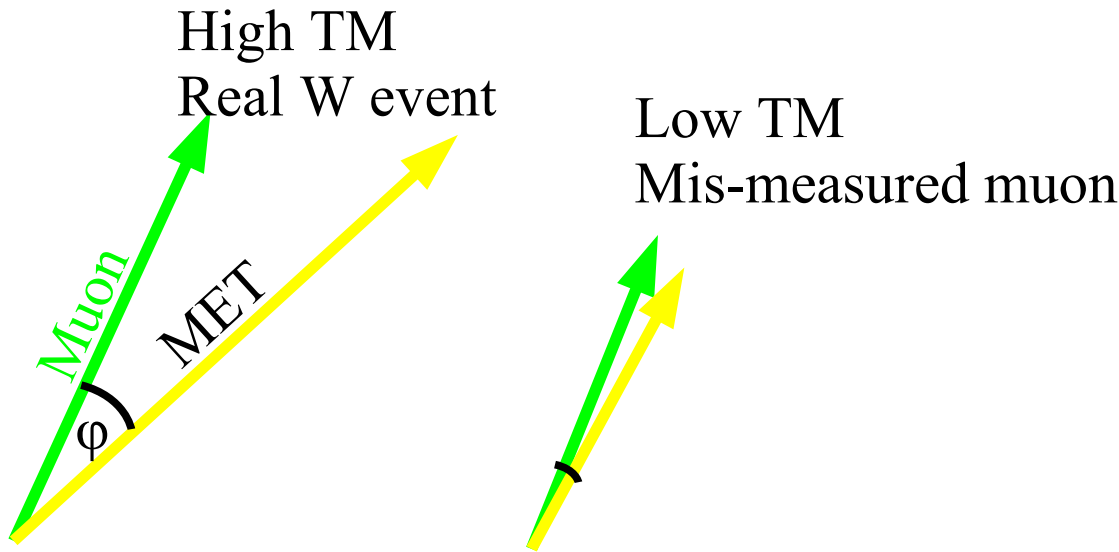 High TM
Real W event
Low TM
Mis-measured muon
Muon
MET
φ